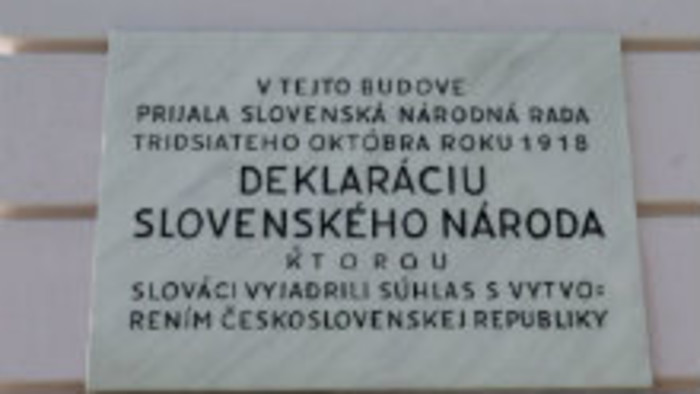 V TEJTO BUDOVE
PRIJALA SLOVENSKÁ NÁRODNÁ RADA
TRIDSIATEHO OKTÓBRA ROKU 1918
DEKLARÁCIU
SLOVENSKÉHO NÁRODA
KTOROU
SLOVÁCI VYJADRILI SÚHLAS S VYTVO=
RENÍM ČESKOSLOVENSKEJ REPUBLIKY